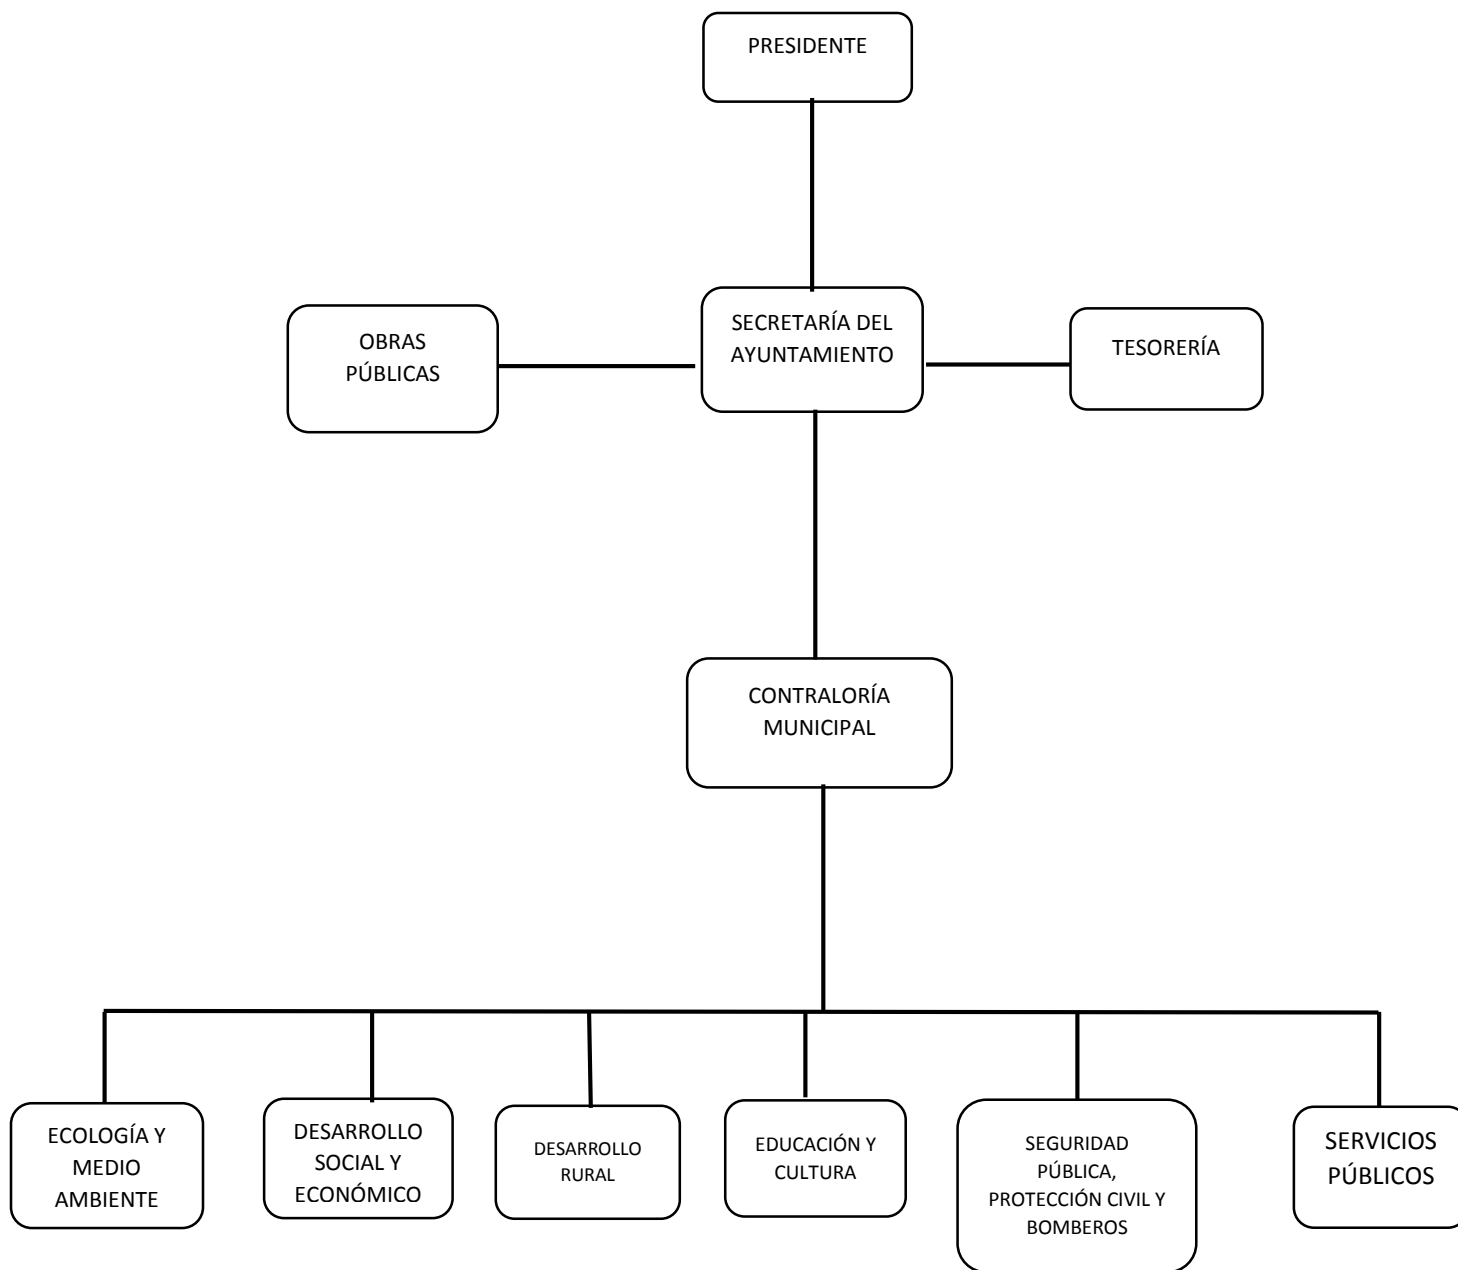 PRESIDENTE
OBRAS
PÚBLICAS
SECRETARÍA DEL
AYUNTAMIENTO
TESORERÍA
CONTRALORÍA
MUNICIPAL
ECOLOGÍA Y
MEDIO
AMBIENTE
DESARROLLO
SOCIAL Y
ECONÓMICO
DESARROLLO
RURAL
EDUCACIÓN Y
CULTURA
SEGURIDAD
PÚBLICA,
PROTECCIÓN CIVIL Y
BOMBEROS
SERVICIOS
PÚBLICOS